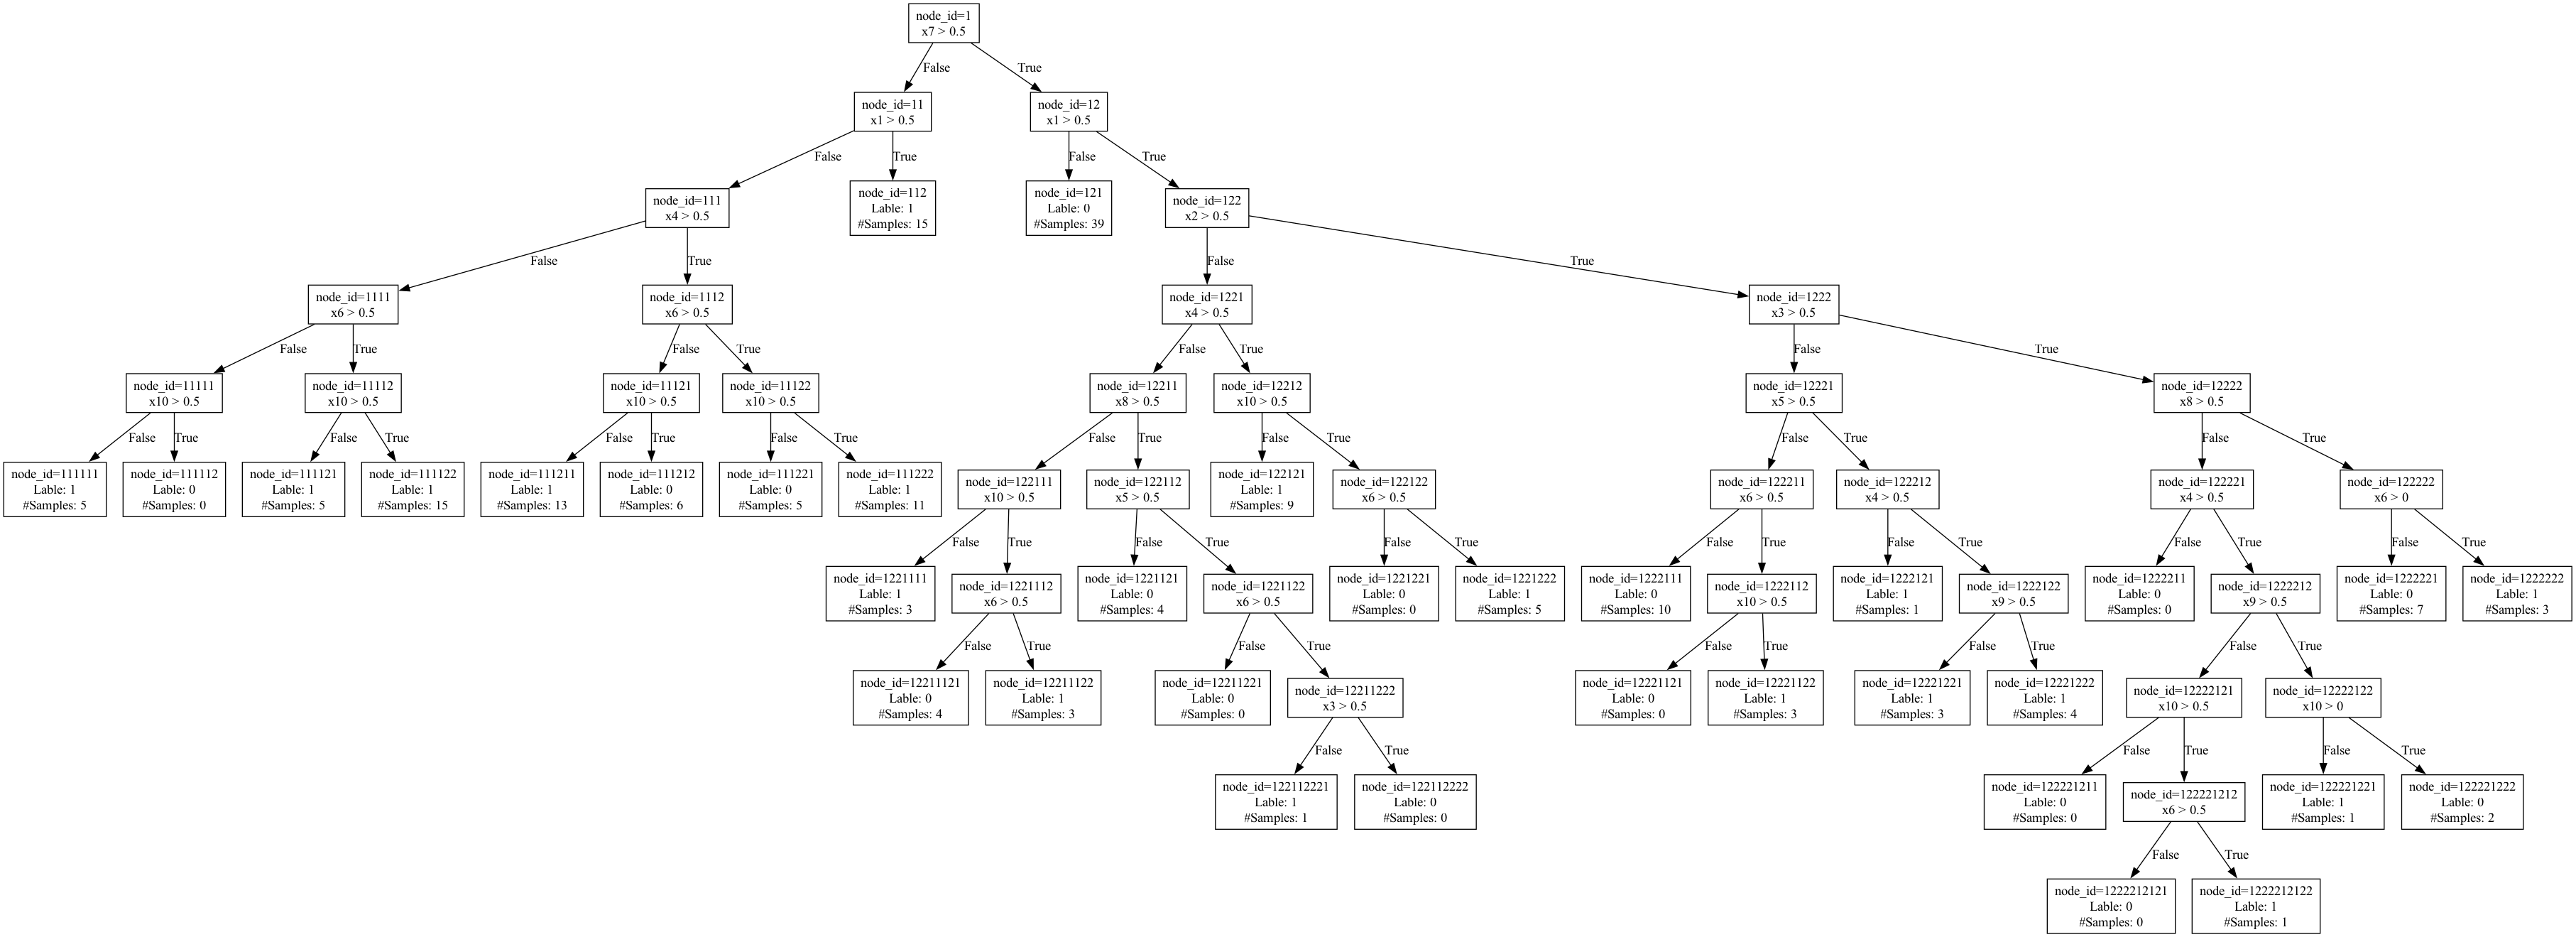 node_id=1
x7 > 0.5
False
True
node_id=11
x1 > 0.5
node_id=12
x1 > 0.5
False
True
False
True
node_id=111
x4 > 0.5
node_id=112
Lable: 1
#Samples: 15
node_id=121
Lable: 0
#Samples: 39
node_id=122
x2 > 0.5
False
True
False
True
node_id=1111
x6 > 0.5
node_id=1112
x6 > 0.5
node_id=1221
x4 > 0.5
node_id=1222
x3 > 0.5
False
True
False
True
False
True
False
True
node_id=11111
x10 > 0.5
node_id=11112
x10 > 0.5
node_id=11121
x10 > 0.5
node_id=11122
x10 > 0.5
node_id=12211
x8 > 0.5
node_id=12212
x10 > 0.5
node_id=12221
x5 > 0.5
node_id=12222
x8 > 0.5
False
True
False
True
False
True
False
True
False
True
False
True
False
True
False
True
node_id=111111
Lable: 1
#Samples: 5
node_id=111112
Lable: 0
#Samples: 0
node_id=111121
Lable: 1
#Samples: 5
node_id=111122
Lable: 1
#Samples: 15
node_id=111211
Lable: 1
#Samples: 13
node_id=111212
Lable: 0
#Samples: 6
node_id=111221
Lable: 0
#Samples: 5
node_id=111222
Lable: 1
#Samples: 11
node_id=122111
x10 > 0.5
node_id=122112
x5 > 0.5
node_id=122121
Lable: 1
#Samples: 9
node_id=122122
x6 > 0.5
node_id=122211
x6 > 0.5
node_id=122212
x4 > 0.5
node_id=122221
x4 > 0.5
node_id=122222
x6 > 0
False
True
False
True
False
True
False
True
False
True
False
True
False
True
node_id=1221111
Lable: 1
#Samples: 3
node_id=1221112
x6 > 0.5
node_id=1221121
Lable: 0
#Samples: 4
node_id=1221122
x6 > 0.5
node_id=1221221
Lable: 0
#Samples: 0
node_id=1221222
Lable: 1
#Samples: 5
node_id=1222111
Lable: 0
#Samples: 10
node_id=1222112
x10 > 0.5
node_id=1222121
Lable: 1
#Samples: 1
node_id=1222122
x9 > 0.5
node_id=1222211
Lable: 0
#Samples: 0
node_id=1222212
x9 > 0.5
node_id=1222221
Lable: 0
#Samples: 7
node_id=1222222
Lable: 1
#Samples: 3
False
True
False
True
False
True
False
True
False
True
node_id=12211121
Lable: 0
#Samples: 4
node_id=12211122
Lable: 1
#Samples: 3
node_id=12211221
Lable: 0
#Samples: 0
node_id=12211222
x3 > 0.5
node_id=12221121
Lable: 0
#Samples: 0
node_id=12221122
Lable: 1
#Samples: 3
node_id=12221221
Lable: 1
#Samples: 3
node_id=12221222
Lable: 1
#Samples: 4
node_id=12222121
x10 > 0.5
node_id=12222122
x10 > 0
False
True
False
True
False
True
node_id=122112221
Lable: 1
#Samples: 1
node_id=122112222
Lable: 0
#Samples: 0
node_id=122221211
Lable: 0
#Samples: 0
node_id=122221212
x6 > 0.5
node_id=122221221
Lable: 1
#Samples: 1
node_id=122221222
Lable: 0
#Samples: 2
False
True
node_id=1222212121
Lable: 0
#Samples: 0
node_id=1222212122
Lable: 1
#Samples: 1